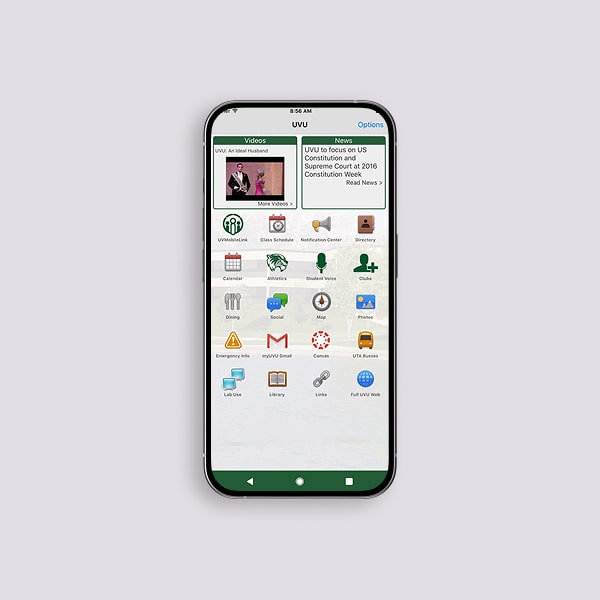 8:56 AM
UVU
Options
Videos
UVU: An Ideal Husband
More Videos >
News
UVU to focus on US
Constitution and
Supreme Court at 2016
Constitution Week
Read News >
UVMobileLink
Class Schedule
Notification Center
Directory
Calendar
Athletics
Student Voice
Clubs
Dining
Social
Map
Photos
Emergency Info
myUVU Gmail
Canvas
UTA Busses
Lab Use
Library
Links
Full UVU Web